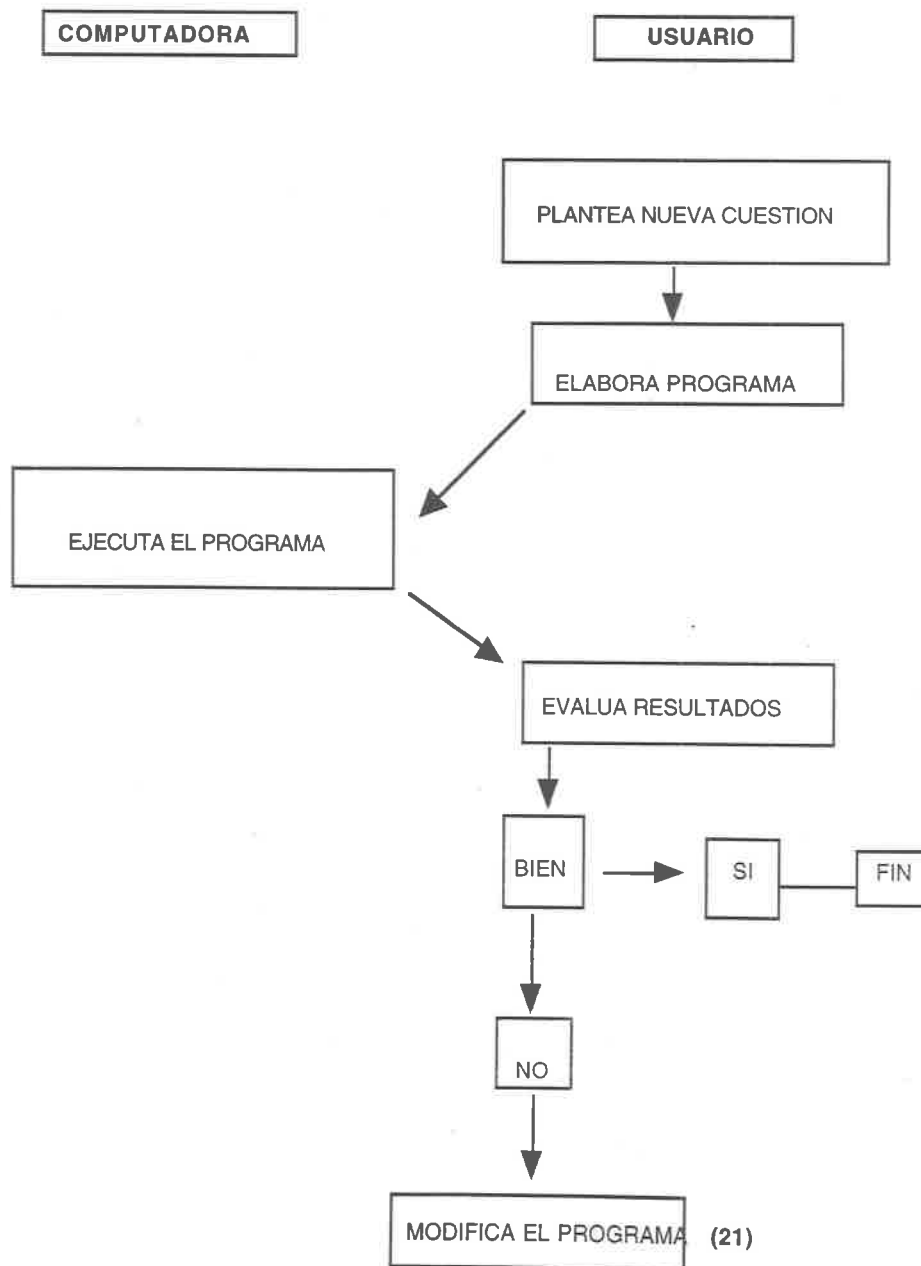 COMPUTADORA
USUARIO
PLANTEA NUEVA CUESTION
ELABORA PROGRAMA
EJECUTA EL PROGRAMA
EVALUA RESULTADOS
BIEN
SI
FIN
NO
MODIFICA EL PROGRAMA (21)